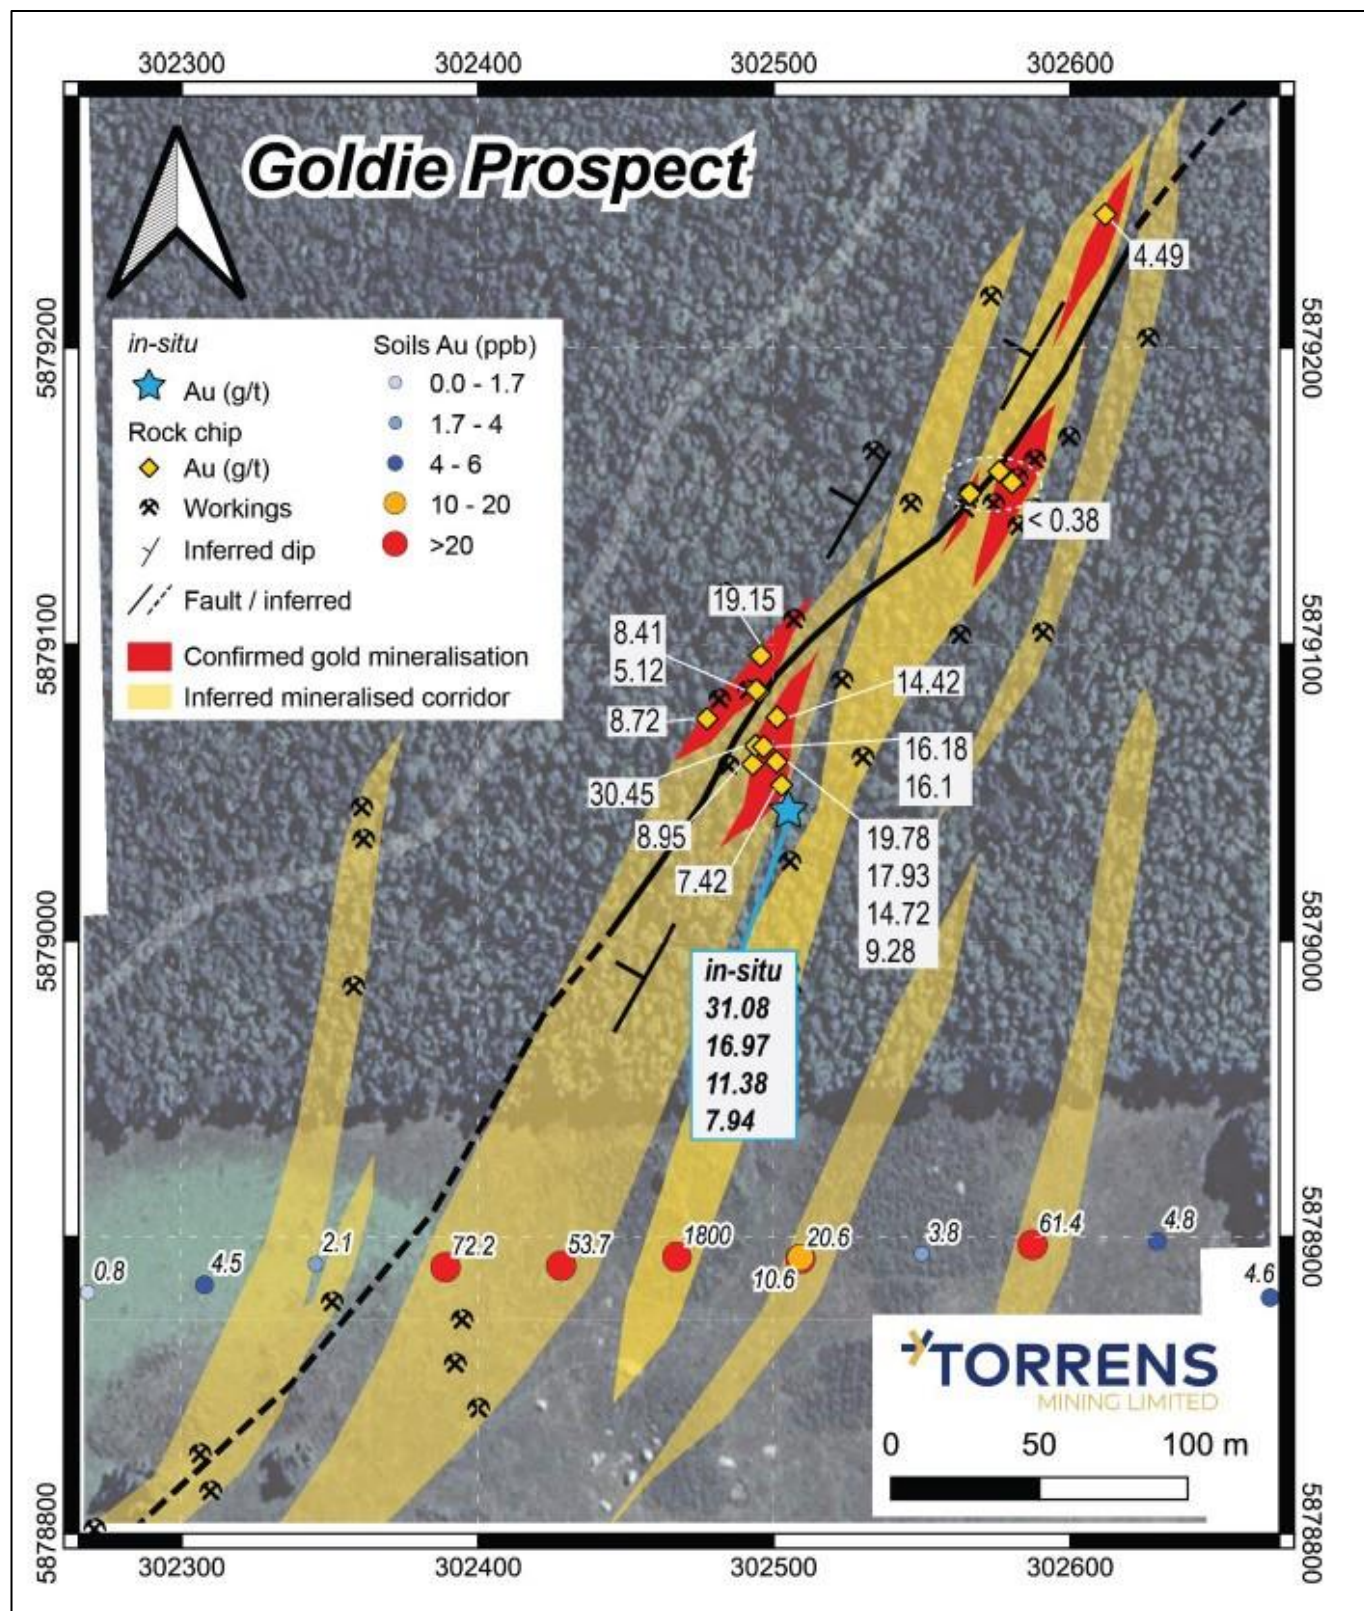 302300
302400
302500
302600
Goldie Prospect
4.49
5879200
5879200
in-situ
Au (g/t)
Rock chip
Au (g/t)
Workings
Inferred dip
Fault / inferred
Soils Au (ppb)
0.0 - 1.7
1.7 - 4
4 - 6
10 - 20
>20
Confirmed gold mineralisation
Inferred mineralised corridor
< 0.38
19.15
8.41
5.12
8.72
5879100
5879100
14.42
16.18
16.1
30.45
8.95
7.42
19.78
17.93
14.72
9.28
5879000
5879000
in-situ
31.08
16.97
11.38
7.94
0.8
4.5
2.1
72.2
53.7
1800
20.6
10.6
3.8
61.4
4.8
4.6
5878900
5878900
TORRENS
MINING LIMITED
0
50
100 m
5878800
5878800
302300
302400
302500
302600